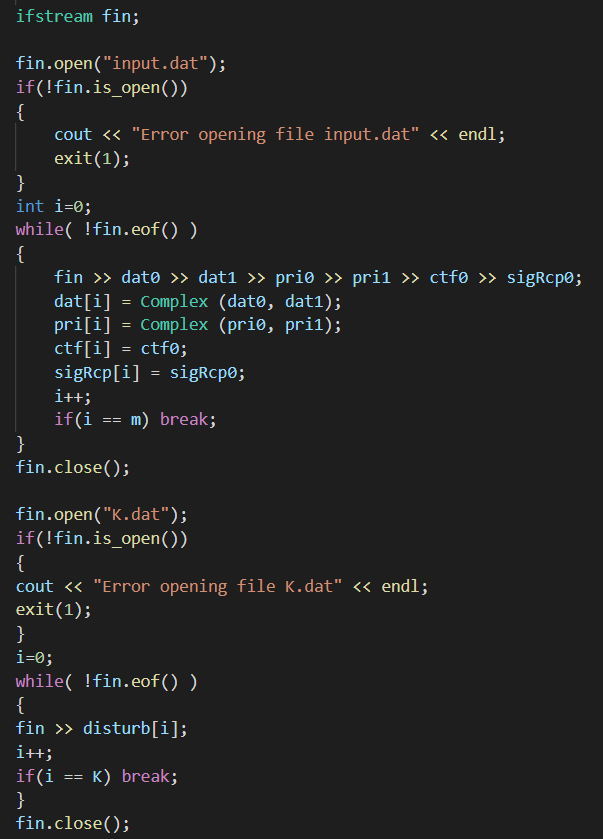 ifstream fin;

fin.open("input.dat");
if(!fin.is_open())
{
    cout << "Error opening file input.dat" << endl;
    exit(1);
}
int i=0;
while( !fin.eof() )
{
    fin >> dat0 >> dat1 >> pri0 >> pri1 >> ctf0 >> sigRcp0;
    dat[i] = Complex (dat0, dat1);
    pri[i] = Complex (pri0, pri1);
    ctf[i] = ctf0;
    sigRcp[i] = sigRcp0;
    i++;
    if(i == m) break;
}
fin.close();

fin.open("K.dat");
if(!fin.is_open())
{
cout << "Error opening file K.dat" << endl;
exit(1);
}
i=0;
while( !fin.eof() )
{
fin >> disturb[i];
i++;
if(i == K) break;
}
fin.close();